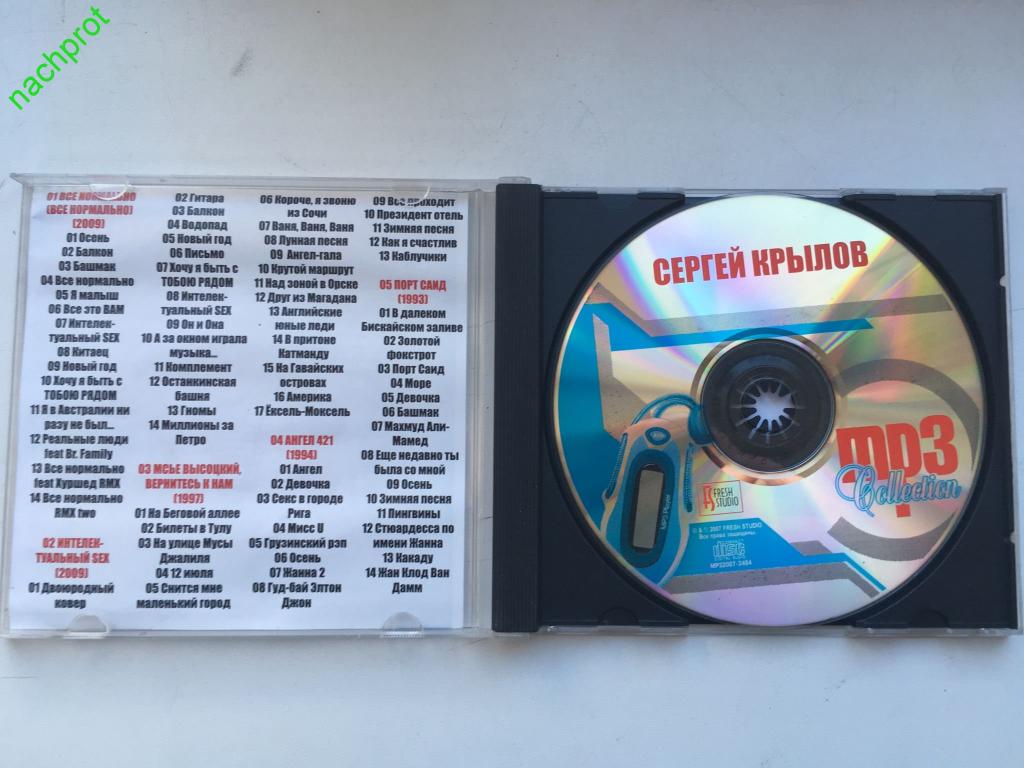 nachprot
01 ВСЕ НОRМАЛЬНО
(ВСЕ НОРМАЛЬНО)
(2009)
01 Осень
02 Балкон
03 Башмак
04 Все нормально
05 Я малыш
06 Все это ВАМ
07 Интелек-
туальный SEX
08 Китаец
09 Новый год
10 Хочу я быть с
ТОБОЮ РЯДОМ
11 Я в Австралии ни
разу не был...
12 Реальные люди
feat Br. Family
13 Все нормально
feat Хуршед RMX
14 Все нормально
RMX two
02 ИНТЕЛЕК-
ТУАЛЬНЫЙ SEX
(2009)
01 Двоюродный
ковер
02 Гитара
03 Балкон
04 Водопад
05 Новый год
06 Письмо
07 Хочу я быть с
ТОБОЮ РЯДОМ
08 Интелек-
туальный SEX
09 Он и Она
10 А за окном играла
музыка...
11 Комплемент
12 Останкинская
башня
13 Гномы
14 Миллионы за
Петро
03 МСЬЕ ВЫСОЦКИЙ,
ВЕРНИТЕСЬ К НАМ
(1997)
01 На Беговой аллее
02 Билеты в Тулу
03 На улице Мусы
Джалиля
04 12 июля
05 Снится мне
маленький город
06 Короче, я звоню
из Сочи
07 Ваня, Ваня, Ваня
08 Лунная песня
09 Ангел-гала
10 Крутой маршрут
11 Над зоной в Орске
12 Друг из Магадана
13 Английские
юные леди
14 В притоне
Катманду
15 На Гавайских
островах
16 Америка
17 Ексель-Моксель
04 АНГЕЛ 421
(1994)
01 Ангел
02 Девочка
03 Секс в городе
Рига
04 Мисс U
05 Грузинский рэп
06 Осень
07 Жанна 2
08 Гуд-бай Элтон
Джон
09 Все проходит
10 Президент отель
11 Зимняя песня
12 Как я счастлив
13 Каблучики
05 ПОРТ САИД
(1993)
01 В далеком
Бискайском заливе
02 Золотой
фокстрот
03 Порт Саид
04 Море
05 Девочка
06 Башмак
07 Махмуд Али-
Мамед
08 Еще недавно ты
была со мной
09 Осень
10 Зимняя песня
11 Пингвины
12 Стюардесса по
имени Жанна
13 Какаду
14 Жан Клод Ван
Дамм
СЕРГЕЙ КРЫЛОВ
mp3
Collection
FRESH
STUDIO
MP3 Player
© & ℗ 2007 FRESH STUDIO
Все права защищены.
disc
MP32007-3484